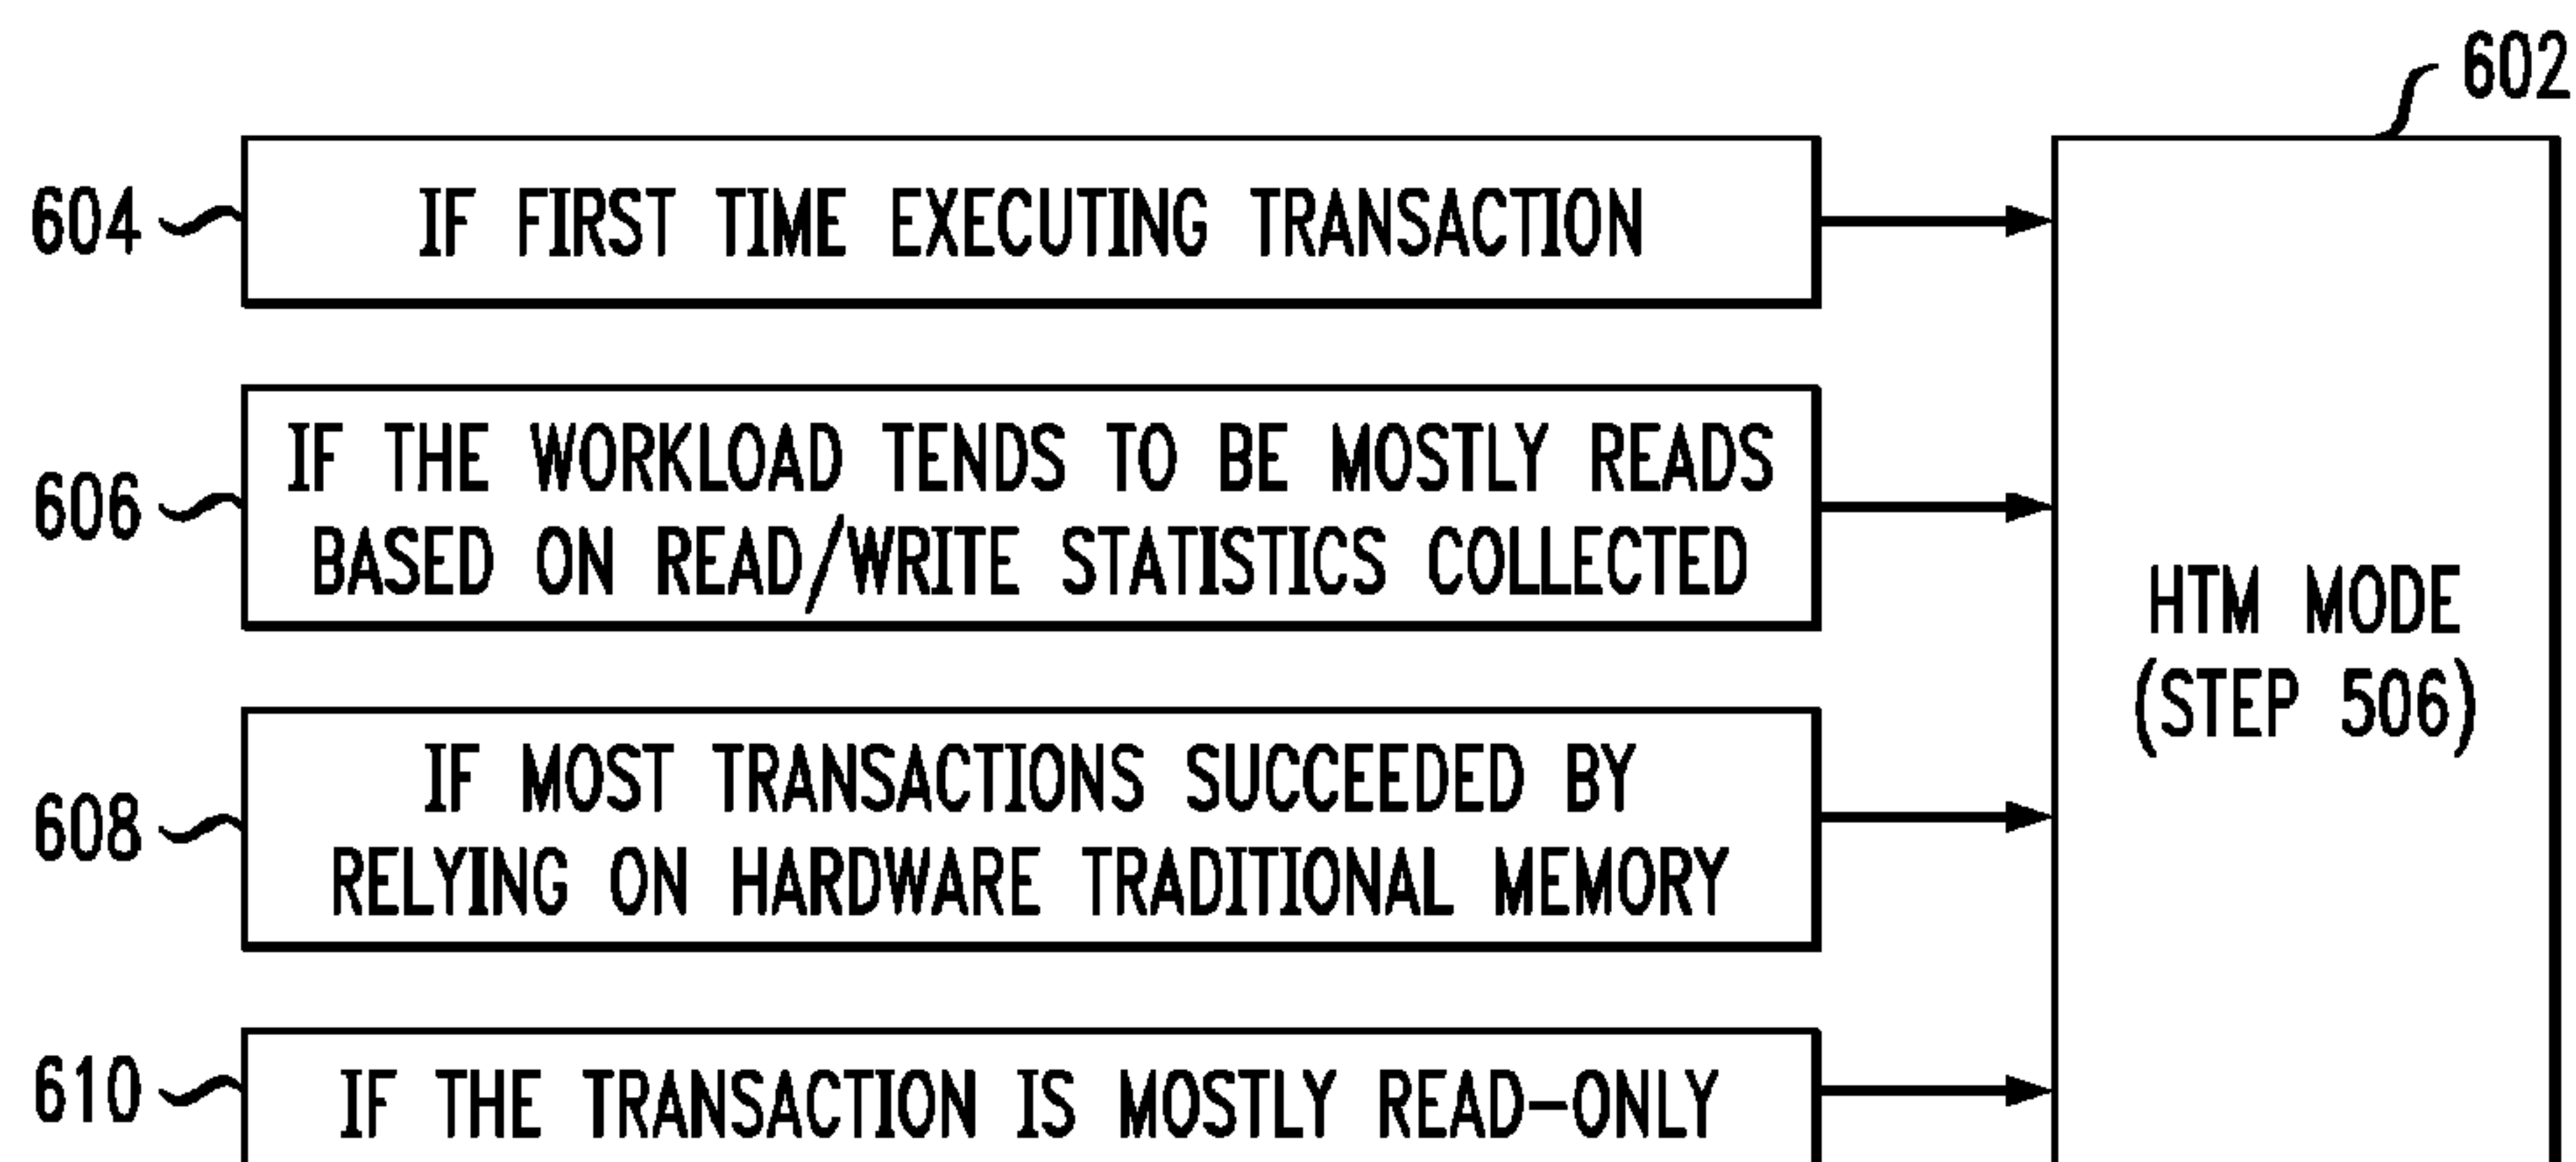 602
604
IF FIRST TIME EXECUTING TRANSACTION
606
IF THE WORKLOAD TENDS TO BE MOSTLY READS
BASED ON READ/WRITE STATISTICS COLLECTED
HTM MODE
(STEP 506)
608
IF MOST TRANSACTIONS SUCCEEDED BY
RELYING ON HARDWARE TRADITIONAL MEMORY
610
IF THE TRANSACTION IS MOSTLY READ-ONLY